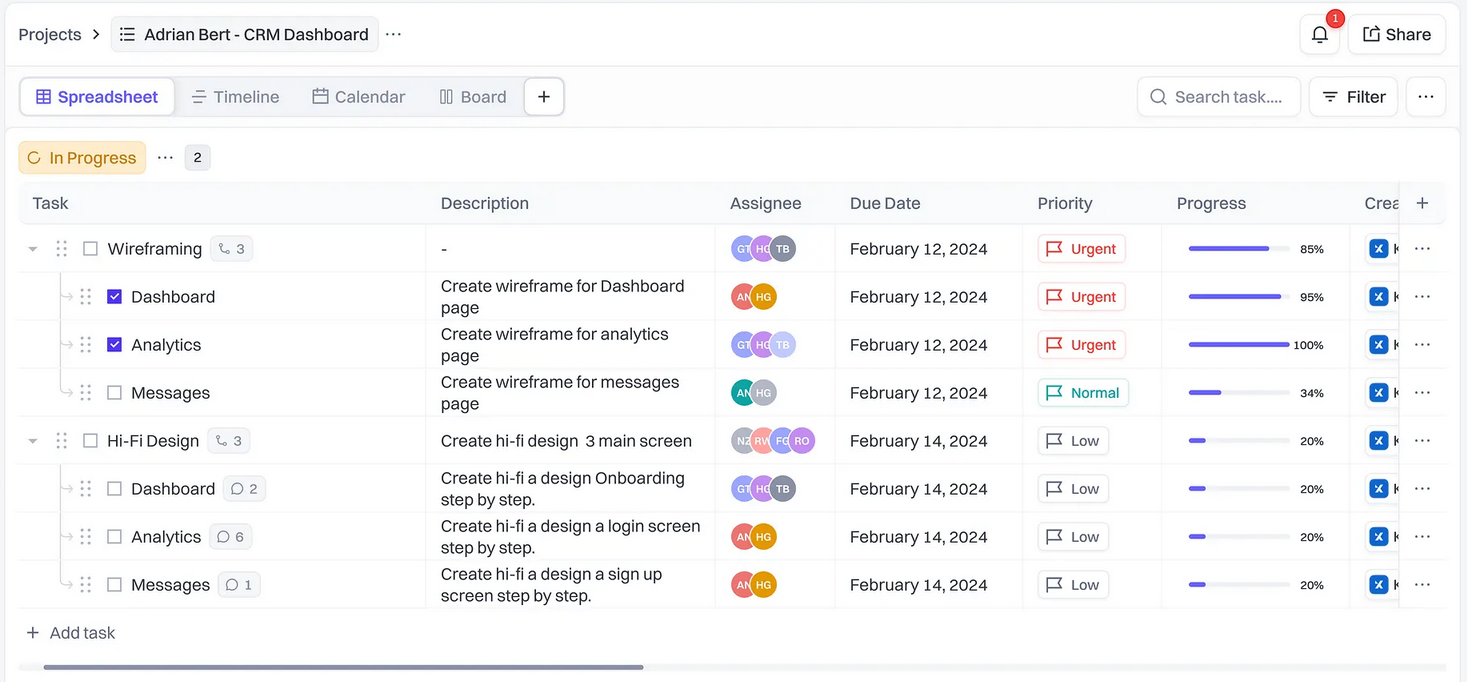 Projects > Adrian Bert - CRM Dashboard ...
1
Share
Spreadsheet Timeline Calendar Board +
Search task.... Filter ...
In Progress ... 2
Task Description Assignee Due Date Priority Progress Crea +
Wireframing 3 - GT HG TB February 12, 2024 Urgent 85% ...
Dashboard Create wireframe for Dashboard
page AN HG February 12, 2024 Urgent 95% ...
Analytics Create wireframe for analytics
page GT HG TB February 12, 2024 Urgent 100% ...
Messages Create wireframe for messages
page AN HG February 12, 2024 Normal 34% ...
Hi-Fi Design 3 Create hi-fi design 3 main screen NZ RW FG RO February 14, 2024 Low 20% ...
Dashboard 2 Create hi-fi a design Onboarding
step by step. GT HG TB February 14, 2024 Low 20% ...
Analytics 6 Create hi-fi a design a login screen
step by step. AN HG February 14, 2024 Low 20% ...
Messages 1 Create hi-fi a design a sign up
screen step by step. AN HG February 14, 2024 Low 20% ...
+ Add task